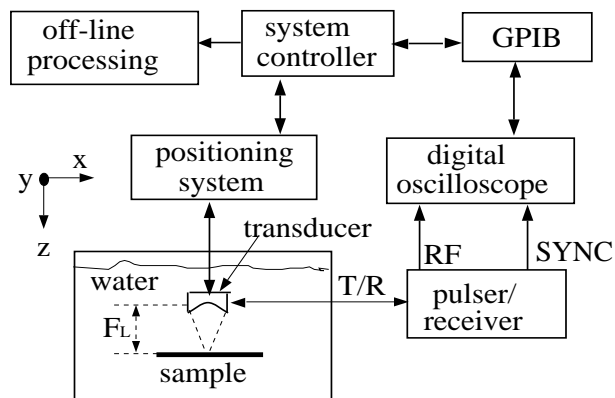 off-line
processing
system
controller
GPIB
positioning
system
digital
oscilloscope
x
y
z
transducer
RF
SYNC
water
T/R
pulser/
receiver
FL
sample